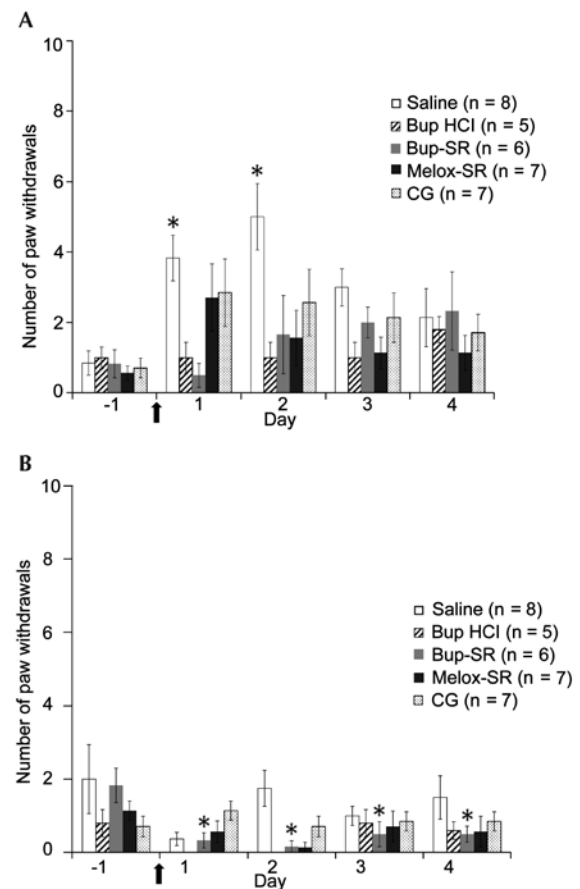 A
10
8
6
4
2
0
Number of paw withdrawals
Saline (n = 8)
Bup HCl (n = 5)
Bup-SR (n = 6)
Melox-SR (n = 7)
CG (n = 7)
*
*
-1 1 2 3 4
Day
B
10
8
6
4
2
0
Number of paw withdrawals
Saline (n = 8)
Bup HCl (n = 5)
Bup-SR (n = 6)
Melox-SR (n = 7)
CG (n = 7)
* * * *
-1 1 2 3 4
Day